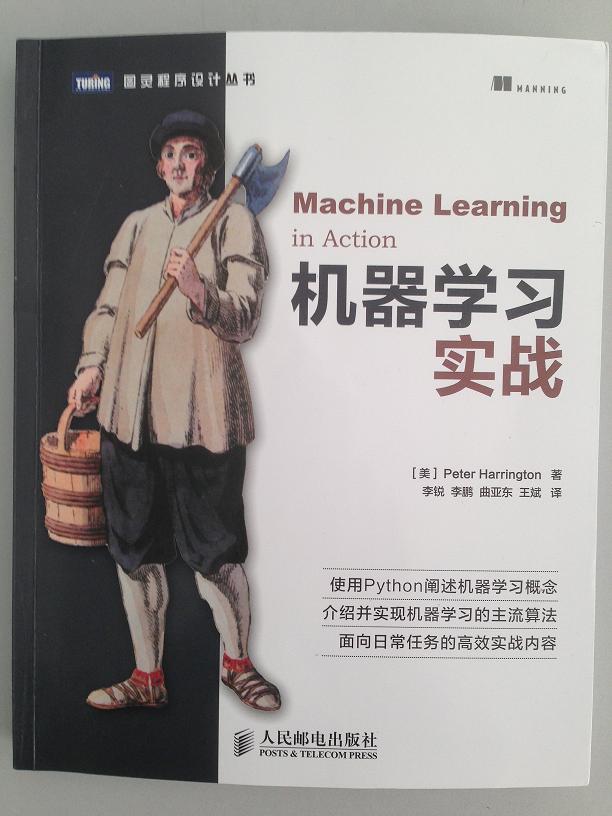 TURING 图灵程序设计丛书
MANNING
Machine Learning
in Action
机器学习
实战
[美] Peter Harrington 著
李锐 李鹏 曲亚东 王斌 译
使用Python阐述机器学习概念
介绍并实现机器学习的主流算法
面向日常任务的高效实战内容
人民邮电出版社
POSTS & TELECOM PRESS